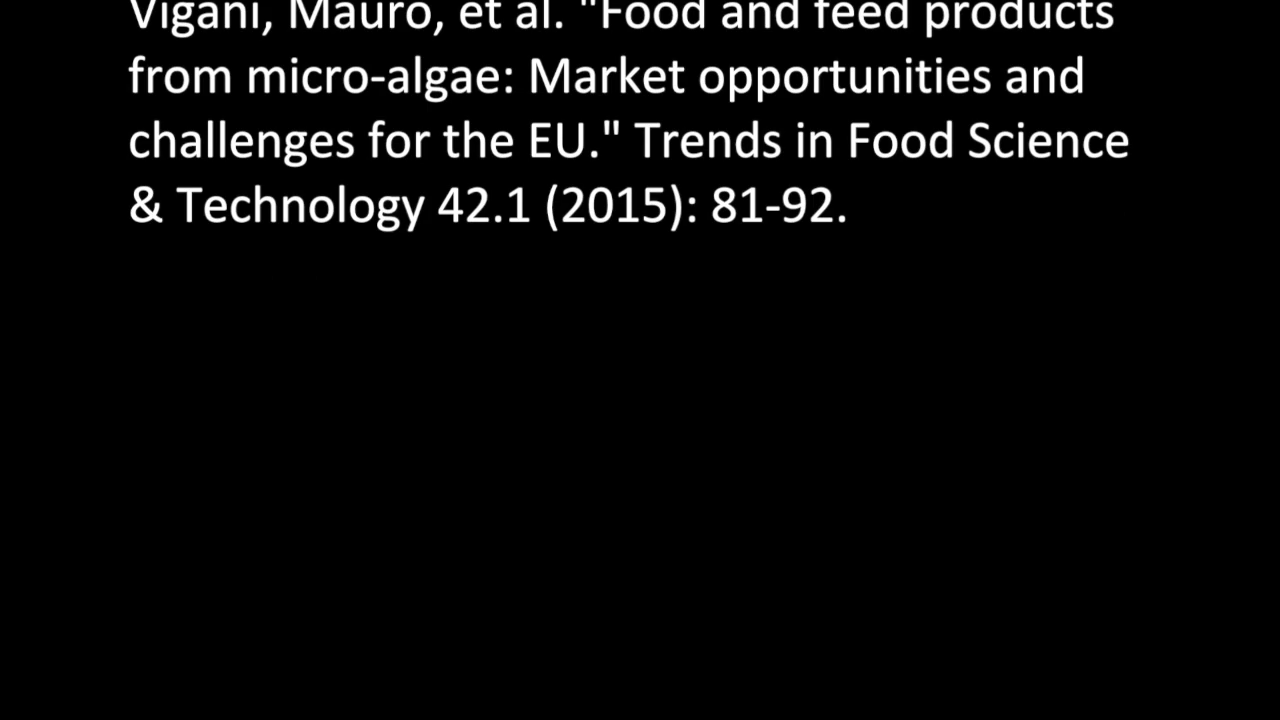 Vigani, Mauro, et al. "Food and feed products
from micro-algae: Market opportunities and
challenges for the EU." Trends in Food Science
& Technology 42.1 (2015): 81-92.